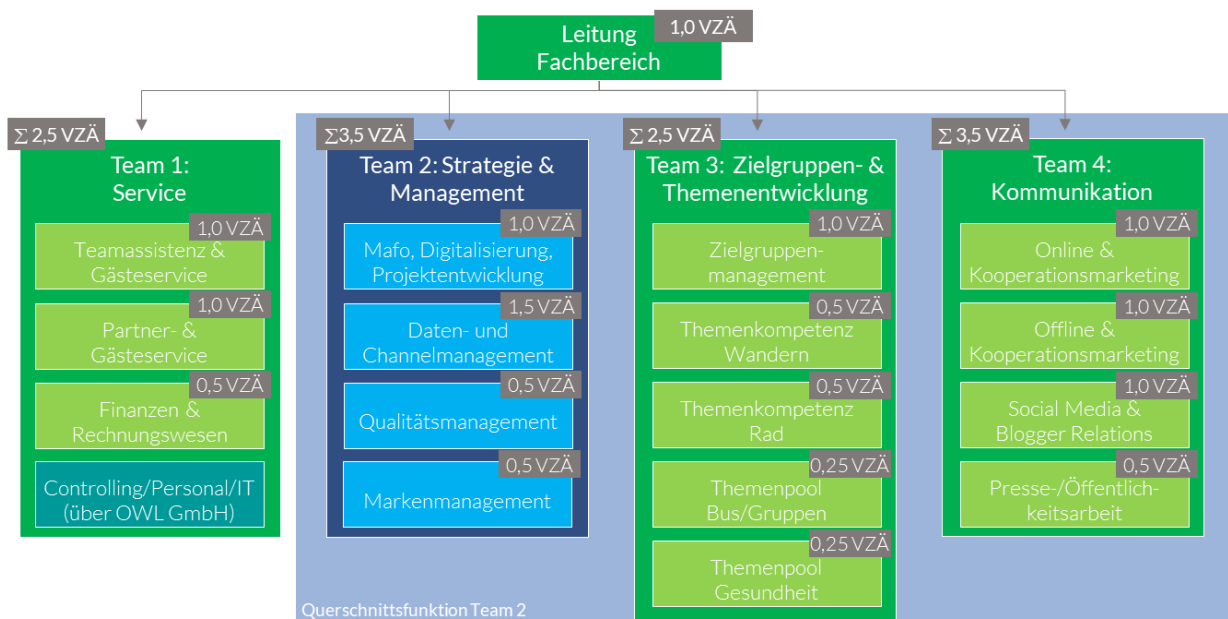 Leitung
Fachbereich
1,0 VZÄ
Σ 2,5 VZÄ
Team 1:
Service
1,0 VZÄ
Teamassistenz &
Gästeservice
1,0 VZÄ
Partner- &
Gästeservice
0,5 VZÄ
Finanzen &
Rechnungswesen
Controlling/Personal/IT
(über OWL GmbH)
Σ3,5 VZÄ
Team 2: Strategie &
Management
1,0 VZÄ
Mafo, Digitalisierung,
Projektentwicklung
1,5 VZÄ
Daten- und
Channelmanagement
0,5 VZÄ
Qualitätsmanagement
0,5 VZÄ
Markenmanagement
Σ 2,5 VZÄ
Team 3: Zielgruppen- &
Themenentwicklung
1,0 VZÄ
Zielgruppen-
management
0,5 VZÄ
Themenkompetenz
Wandern
0,5 VZÄ
Themenkompetenz
Rad
0,25 VZÄ
Themenpool
Bus/Gruppen
0,25 VZÄ
Themenpool
Gesundheit
Σ 3,5 VZÄ
Team 4:
Kommunikation
1,0 VZÄ
Online &
Kooperationsmarketing
1,0 VZÄ
Offline &
Kooperationsmarketing
1,0 VZÄ
Social Media &
Blogger Relations
0,5 VZÄ
Presse-/Öffentlich-
keitsarbeit
Querschnittsfunktion Team 2